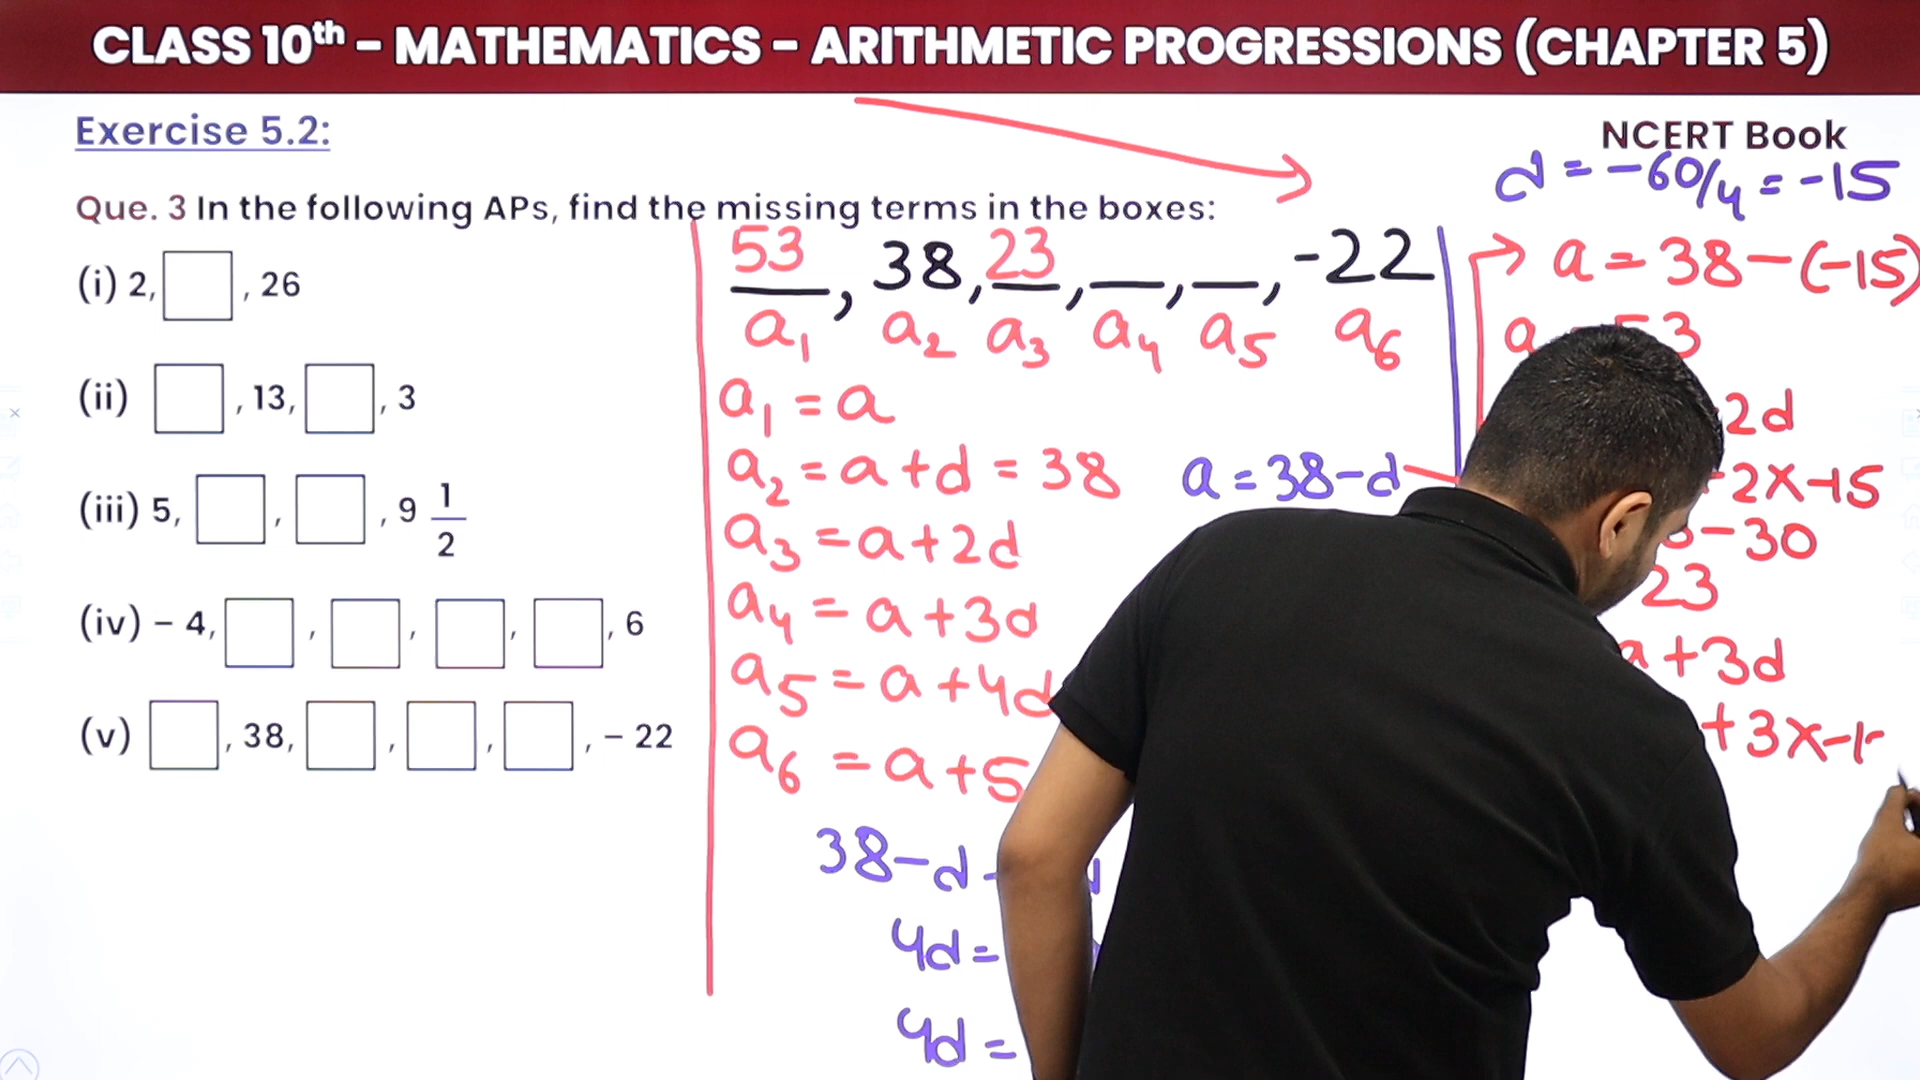 CLASS 10th – MATHEMATICS – ARITHMETIC PROGRESSIONS (CHAPTER 5)
Exercise 5.2:
NCERT Book
d = -60/4 = -15
Que. 3 In the following APs, find the missing terms in the boxes:
(i) 2, , 26
(ii) , 13, , 3
(iii) 5, , , 9 1/2
(iv) – 4, , , , , 6
(v) , 38, , , , – 22
53, 38, 23, __, __, -22
a1 a2 a3 a4 a5 a6
a1 = a
a2 = a + d = 38
a = 38 - d
a3 = a + 2d
a4 = a + 3d
a5 = a + 4d
a6 = a + 5
38 - d -
4d =
4d =
a = 38 - (-15)
53
2d
2x-15
- 30
23
a + 3d
+ 3x-1